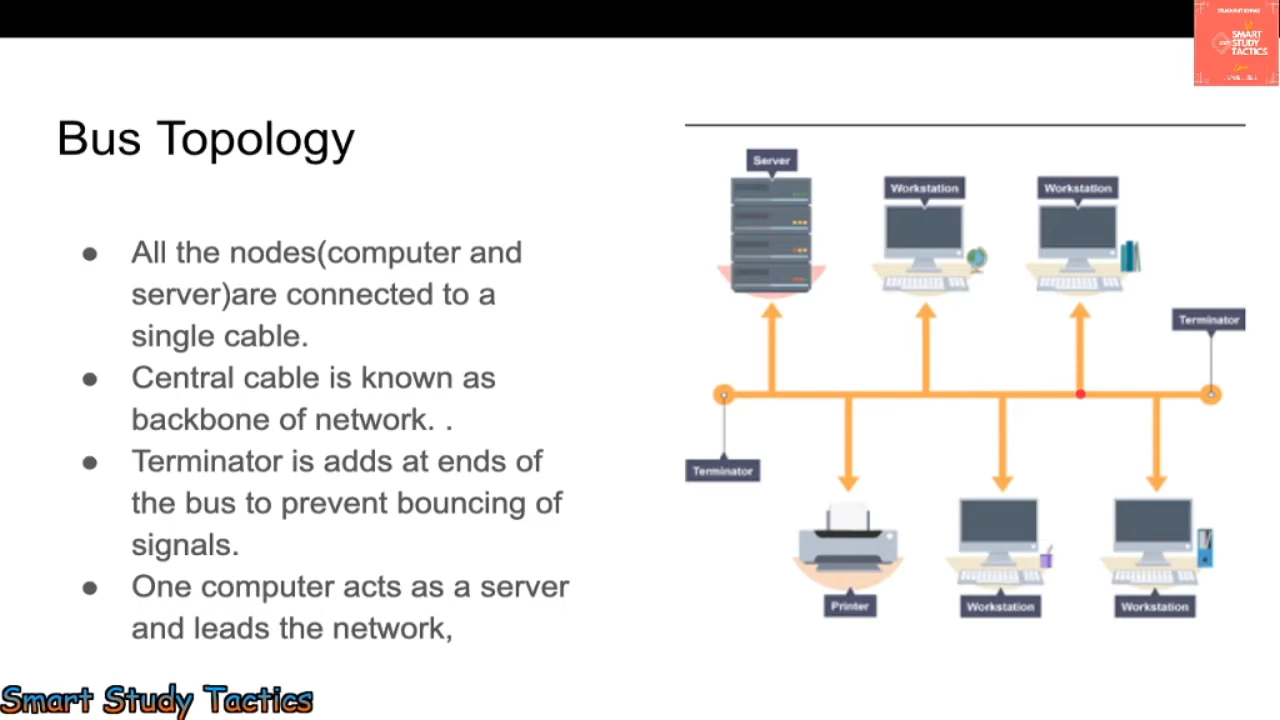 SMART
STUDY
TACTICS
Bus Topology
● All the nodes(computer and
server)are connected to a
single cable.
● Central cable is known as
backbone of network. .
● Terminator is adds at ends of
the bus to prevent bouncing of
signals.
● One computer acts as a server
and leads the network,
Server
Workstation
Workstation
Terminator
Terminator
Printer
Workstation
Workstation
Smart Study Tactics